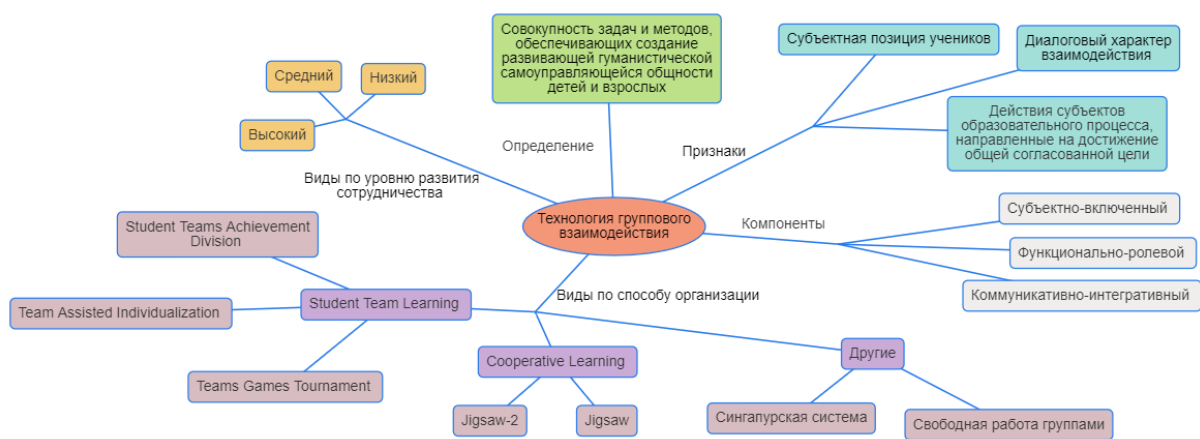 Совокупность задач и методов,
обеспечивающих создание
развивающей гуманистической
самоуправляющейся общности
детей и взрослых
Субъектная позиция учеников
Диалоговый характер
взаимодействия
Средний
Низкий
Высокий
Действия субъектов
образовательного процесса,
направленные на достижение
общей согласованной цели
Определение
Признаки
Виды по уровню развития
сотрудничества
Технология группового
взаимодействия
Компоненты
Субъектно-включенный
Функционально-ролевой
Коммуникативно-интегративный
Student Teams Achievement
Division
Виды по способу организации
Student Team Learning
Team Assisted Individualization
Teams Games Tournament
Cooperative Learning
Другие
Jigsaw-2
Jigsaw
Сингапурская система
Свободная работа группами